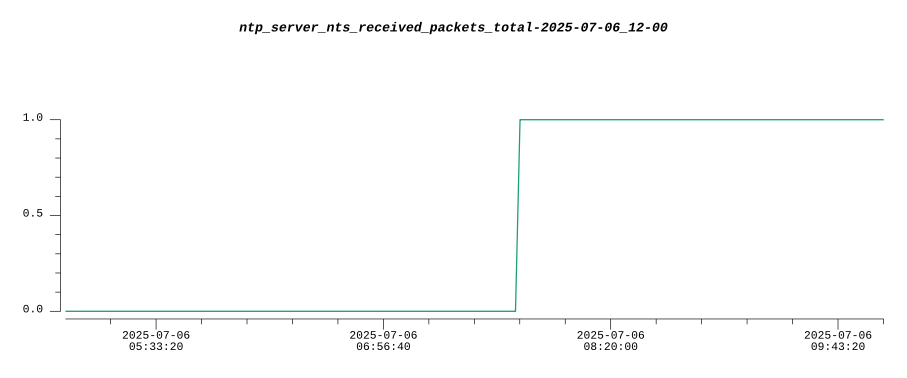 ntp_server_nts_received_packets_total-2025-07-06_12-00
1.0
0.5
0.0
2025-07-06 2025-07-06 2025-07-06 2025-07-06
05:33:20 06:56:40 08:20:00 09:43:20